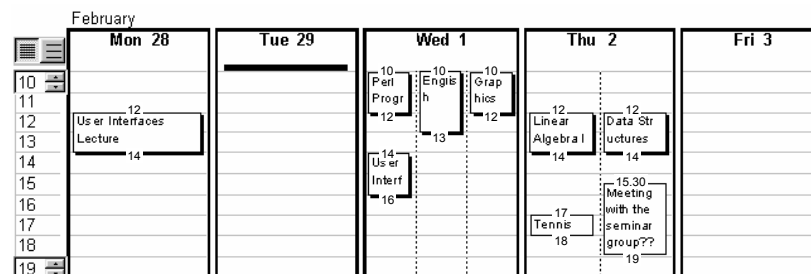 February
Mon 28
Tue 29
Wed 1
Thu 2
Fri 3
10
11
12
13
14
15
16
17
18
19
12
User Interfaces
Lecture
14
10
Perl
Progr
12
10
Englis
h
13
10
Grap
hics
12
14
User
Interf
16
12
Linear
Algebra I
14
12
Data Str
uctures
14
17
Tennis
18
15.30
Meeting
with the
seminar
group??
19